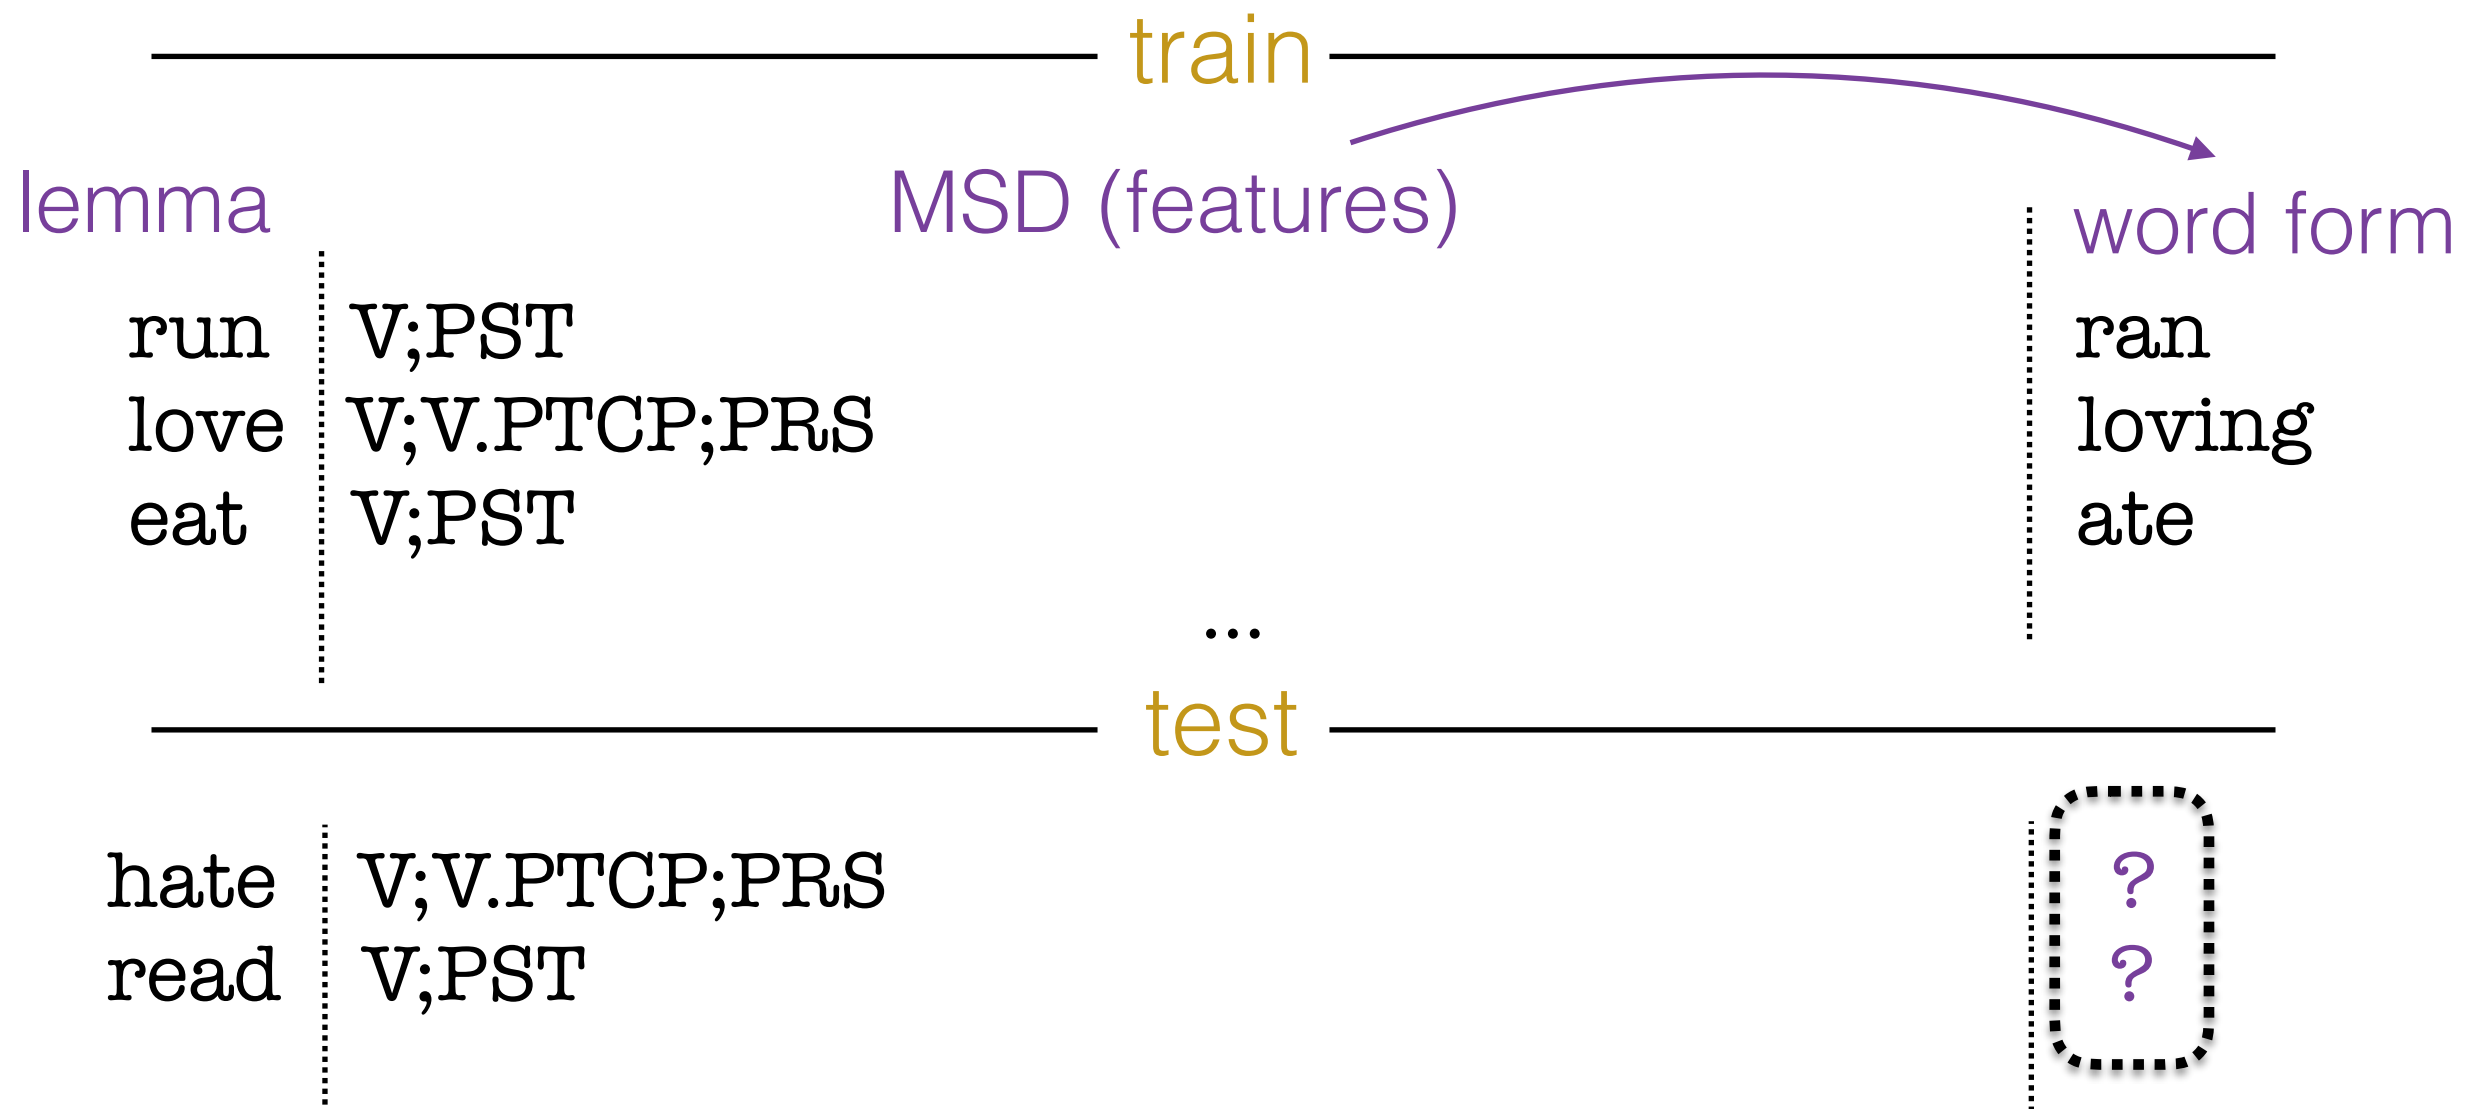 train
lemma MSD (features) word form
run V;PST ran
love V;V.PTCP;PRS loving
eat V;PST ate
...
test
hate V;V.PTCP;PRS ?
read V;PST ?